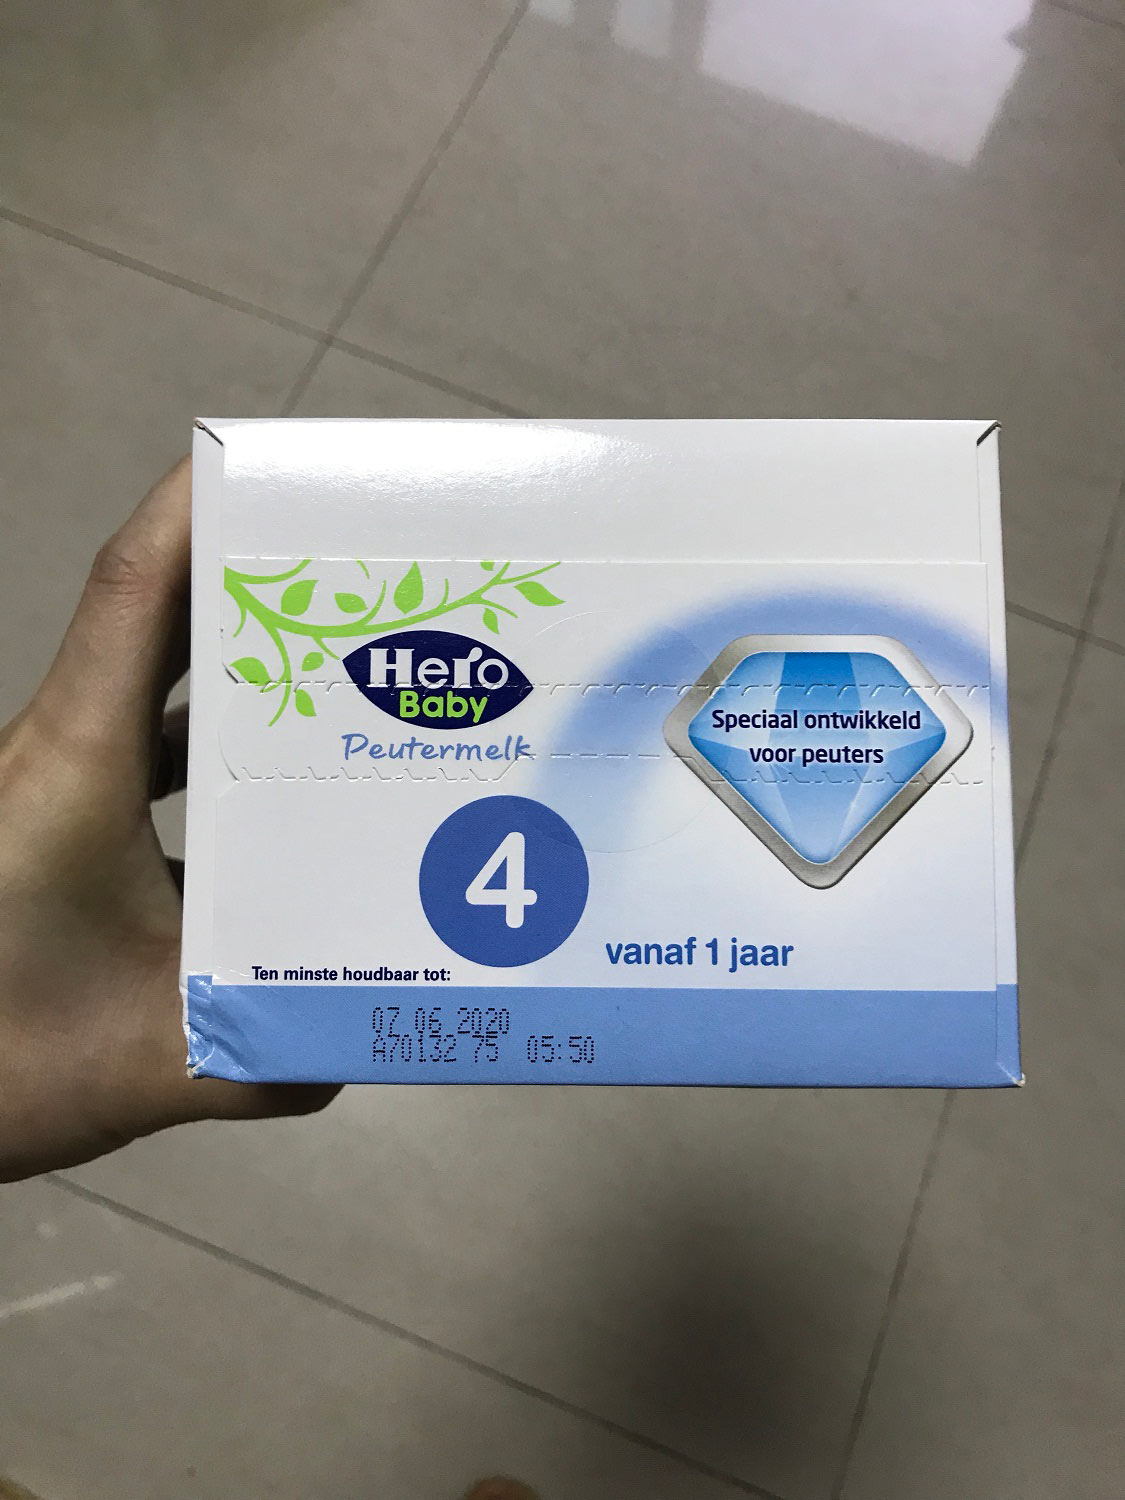 Hero
Baby
Peutermelk
Speciaal ontwikkeld
voor peuters
4
vanaf 1 jaar
Ten minste houdbaar tot:
07.06.2020
A70132 75 05:50